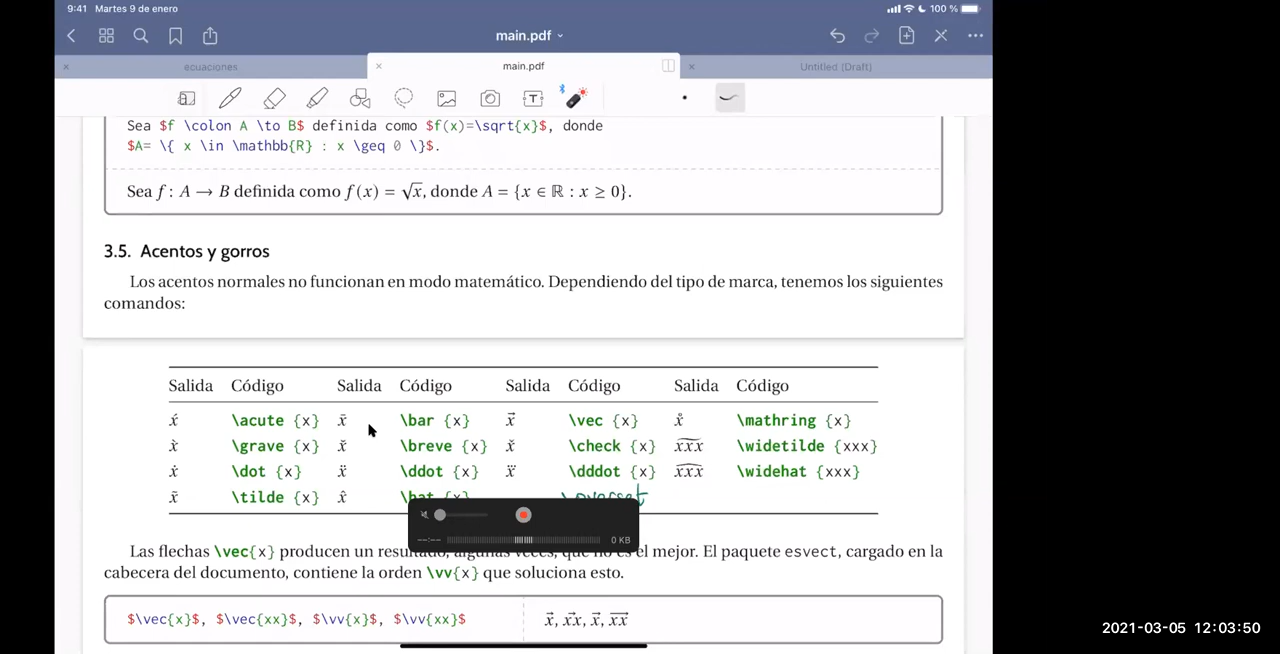 9:41 Martes 9 de enero 100 %
main.pdf
ecuaciones main.pdf Untitled (Draft)
Sea $f \colon A \to B$ definida como $f(x)=\sqrt{x}$, donde
$A= \{ x \in \mathbb{R} : x \geq 0 \}$.
Sea f : A → B definida como f(x) = √x, donde A = {x ∈ ℝ : x ≥ 0}.
3.5. Acentos y gorros
Los acentos normales no funcionan en modo matemático. Dependiendo del tipo de marca, tenemos los siguientes
comandos:
Salida Código Salida Código Salida Código Salida Código
x́ \acute {x} x̄ \bar {x} x⃗ \vec {x} x̊ \mathring {x}
x̀ \grave {x} x̆ \breve {x} x̌ \check {x} x͠xx \widetilde {xxx}
ẋ \dot {x} ẍ \ddot {x} x⃛ \dddot {x} x̂xx \widehat {xxx}
x̃ \tilde {x} x̂ \hat {x} \overset
--:-- 0 KB
Las flechas \vec{x} producen un resultado, algunas veces, que no es el mejor. El paquete esvect, cargado en la
cabecera del documento, contiene la orden \vv{x} que soluciona esto.
$\vec{x}$, $\vec{xx}$, $\vv{x}$, $\vv{xx}$ x⃗, xx⃗, x⃗, xx⃗
2021-03-05 12:03:50